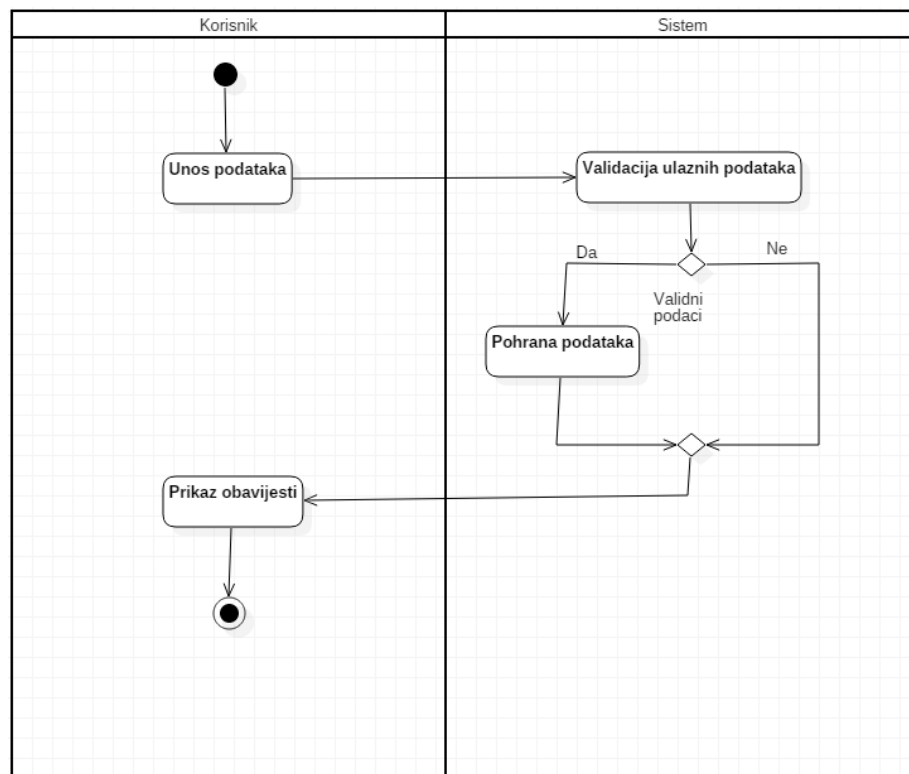 Korisnik
Sistem
Unos podataka
Validacija ulaznih podataka
Da
Ne
Validni
podaci
Pohrana podataka
Prikaz obavijesti